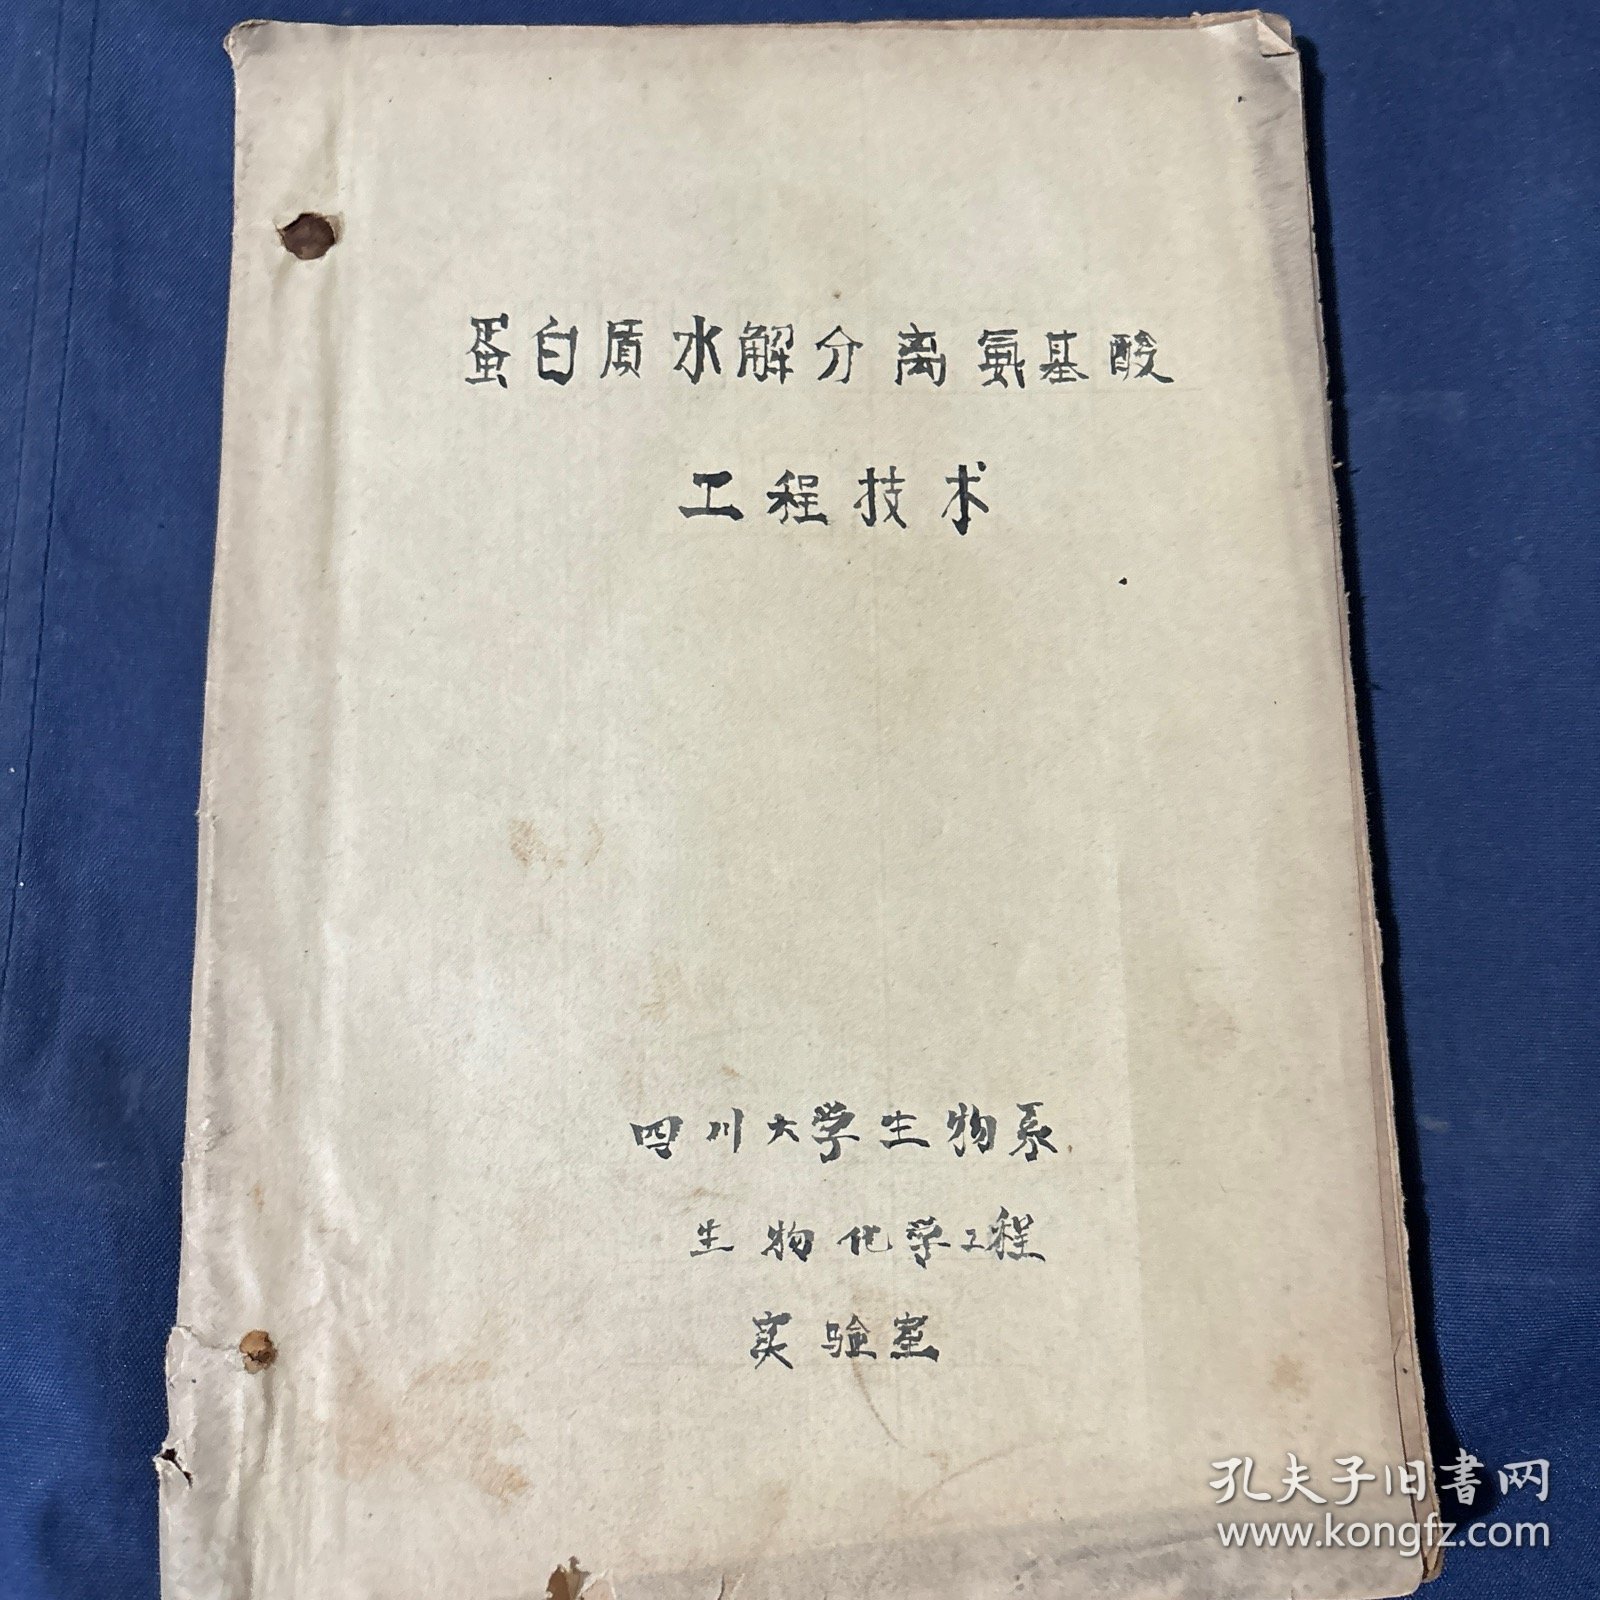 蛋白质水解分离氨基酸
工程技术
四川大学生物系
生物化学工程
实验室
孔夫子旧書网
www.kongfz.com